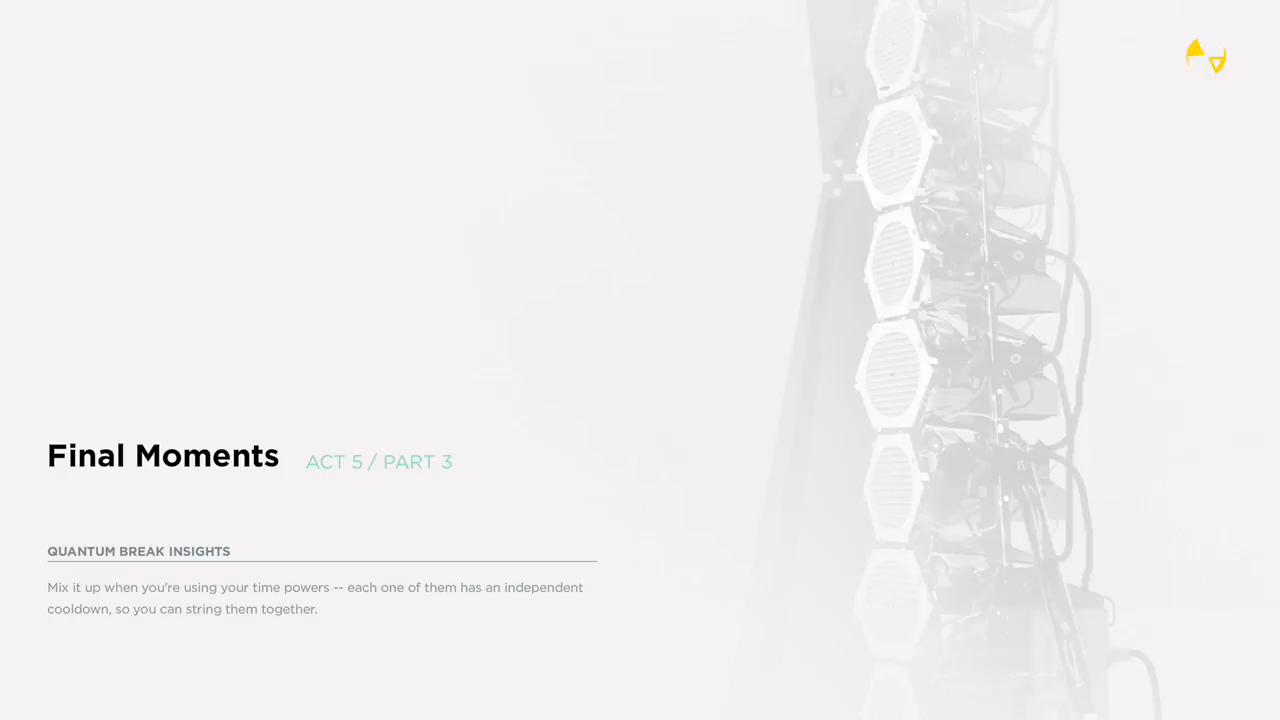 Final Moments ACT 5 / PART 3
QUANTUM BREAK INSIGHTS
Mix it up when you're using your time powers -- each one of them has an independent
cooldown, so you can string them together.